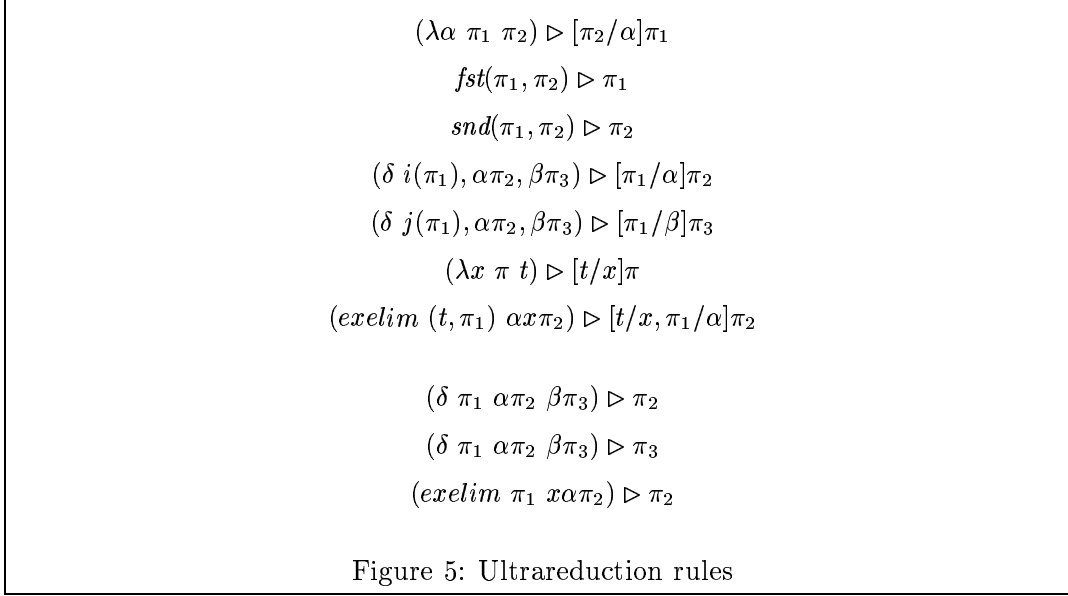 (λα π₁ π₂) ▷ [π₂/α]π₁
fst(π₁, π₂) ▷ π₁
snd(π₁, π₂) ▷ π₂
(δ i(π₁), απ₂, βπ₃) ▷ [π₁/α]π₂
(δ j(π₁), απ₂, βπ₃) ▷ [π₁/β]π₃
(λx π t) ▷ [t/x]π
(exelim (t, π₁) αxπ₂) ▷ [t/x, π₁/α]π₂
(δ π₁ απ₂ βπ₃) ▷ π₂
(δ π₁ απ₂ βπ₃) ▷ π₃
(exelim π₁ xαπ₂) ▷ π₂
Figure 5: Ultrareduction rules